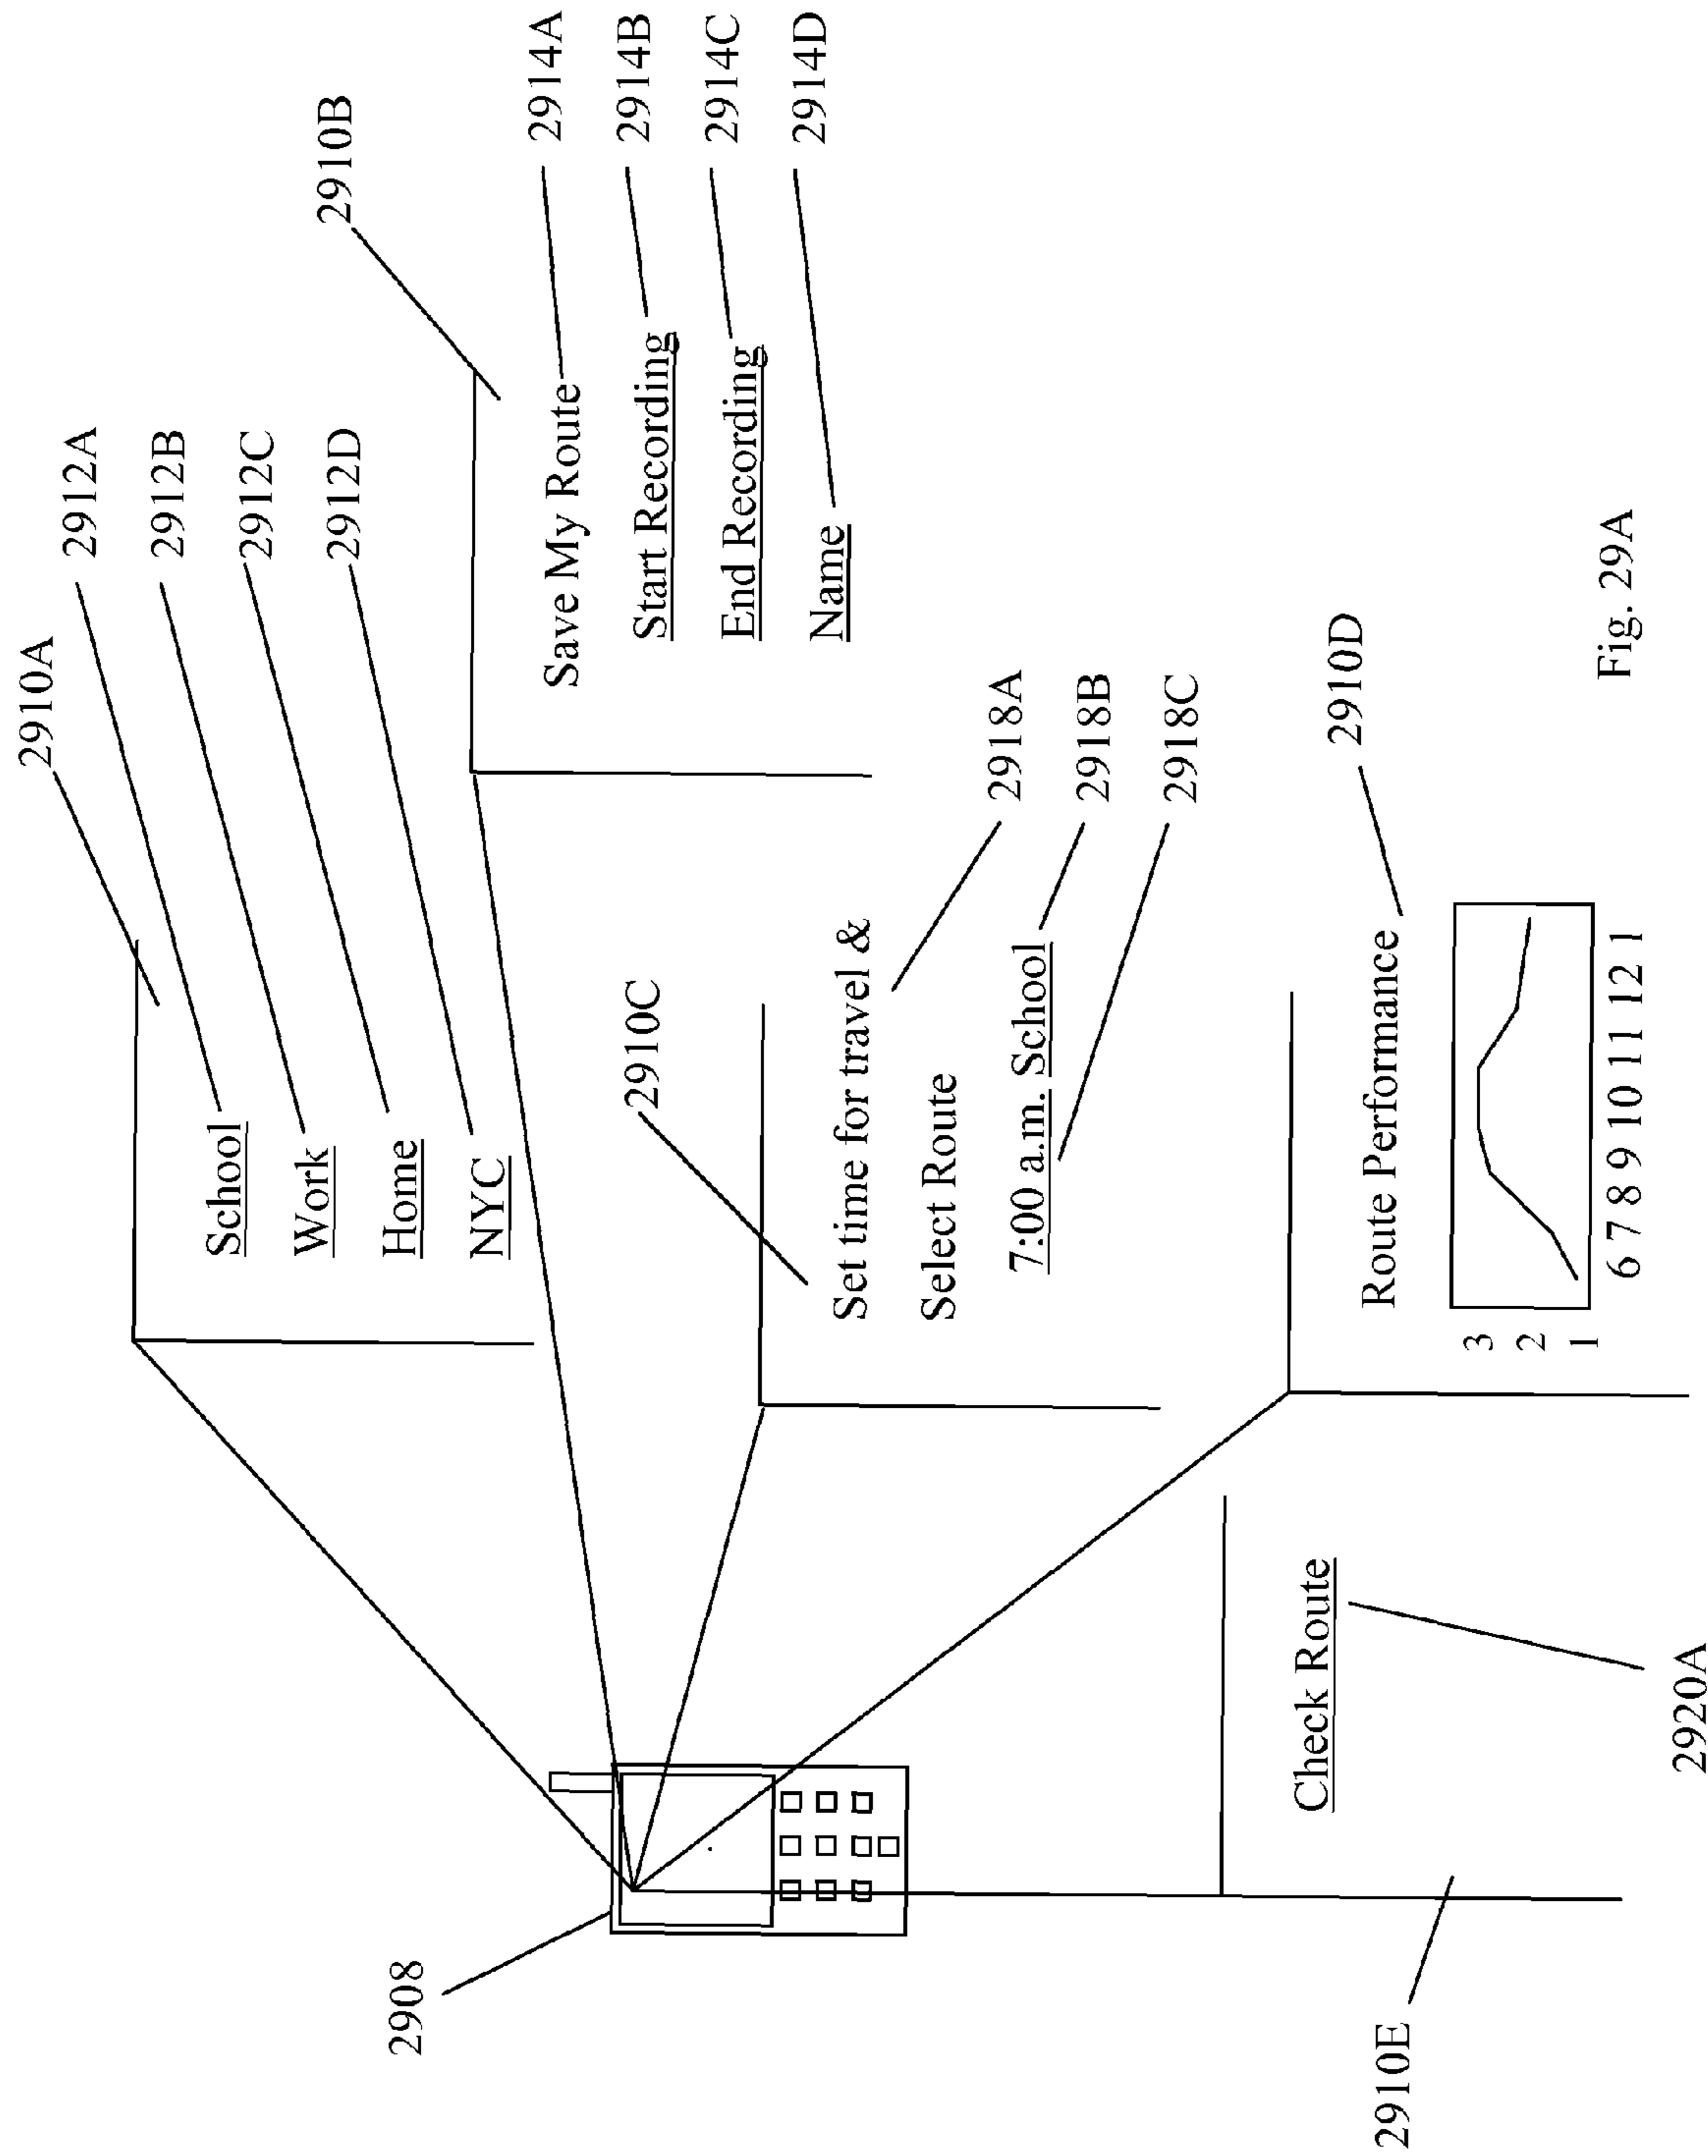 2910A
2912A
2912B
2912C
2912D
School
Work
Home
NYC
2910B
Save My Route
2914A
Start Recording
2914B
End Recording
2914C
Name
2914D
2908
2910C
Set time for travel &
Select Route
7:00 a.m. School
2918A
2918B
2918C
2910D
Route Performance
3
2
1
6 7 8 9 10 11 12 1
Check Route
2910E
2920A
Fig. 29A